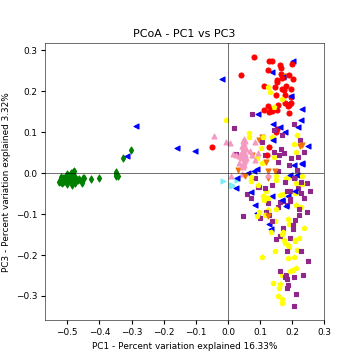 PCoA - PC1 vs PC3
PC3 - Percent variation explained 3.32%
0.3
0.2
0.1
0.0
−0.1
−0.2
−0.3
−0.5 −0.4 −0.3 −0.2 −0.1 0.0 0.1 0.2 0.3
PC1 - Percent variation explained 16.33%